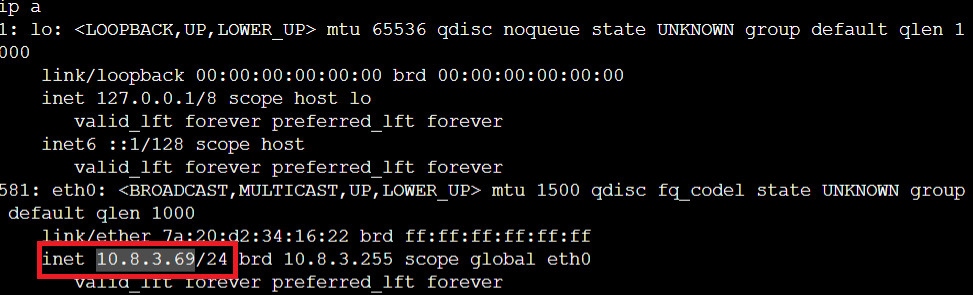 ip a
1: lo: <LOOPBACK,UP,LOWER_UP> mtu 65536 qdisc noqueue state UNKNOWN group default qlen 1
000
link/loopback 00:00:00:00:00:00 brd 00:00:00:00:00:00
inet 127.0.0.1/8 scope host lo
valid_lft forever preferred_lft forever
inet6 ::1/128 scope host
valid_lft forever preferred_lft forever
581: eth0: <BROADCAST,MULTICAST,UP,LOWER_UP> mtu 1500 qdisc fq_codel state UNKNOWN group
default qlen 1000
link/ether 7a:20:d2:34:16:22 brd ff:ff:ff:ff:ff:ff
inet 10.8.3.69/24 brd 10.8.3.255 scope global eth0
valid_lft forever preferred_lft forever